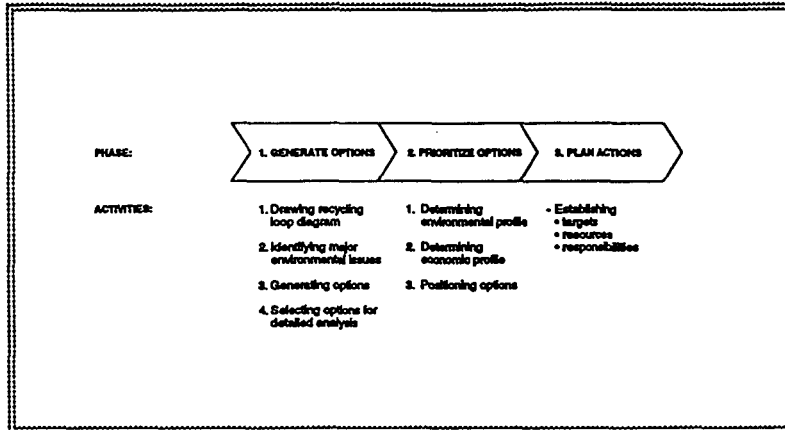 PHASE:
1. GENERATE OPTIONS
2. PRIORITIZE OPTIONS
3. PLAN ACTIONS
ACTIVITIES:
1. Drawing recycling
loop diagram
2. Identifying major
environmental issues
3. Generating options
4. Selecting options for
detailed analysis
1. Determining
environmental profile
2. Determining
economic profile
3. Positioning options
- Establishing
• targets
• resources
• responsibilities